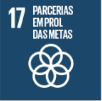 17 PARCERIAS
EM PROL
DAS METAS